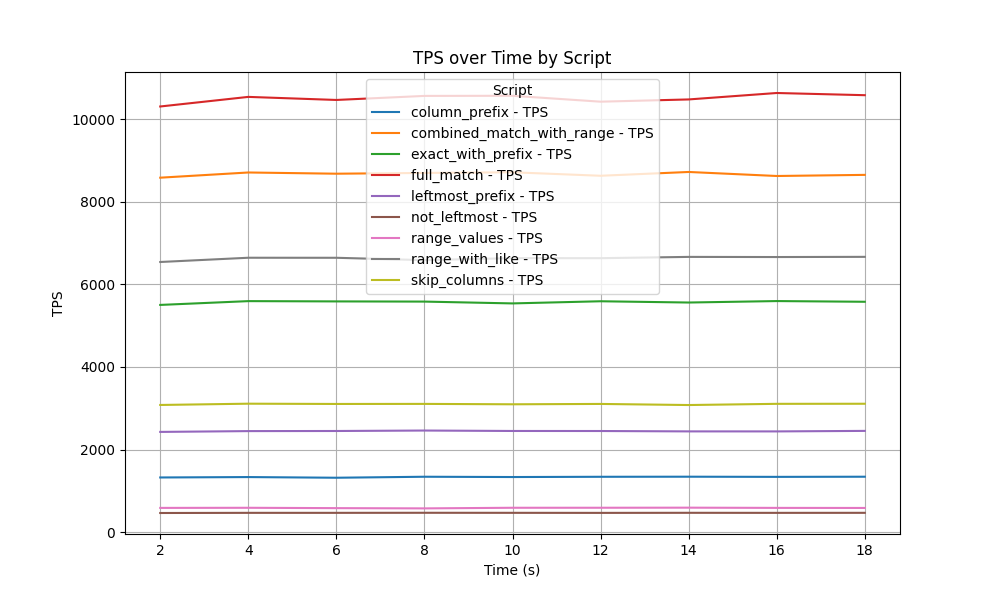 TPS over Time by Script
Script
column_prefix - TPS
combined_match_with_range - TPS
exact_with_prefix - TPS
full_match - TPS
leftmost_prefix - TPS
not_leftmost - TPS
range_values - TPS
range_with_like - TPS
skip_columns - TPS
TPS
10000
8000
6000
4000
2000
0
2 4 6 8 10 12 14 16 18
Time (s)